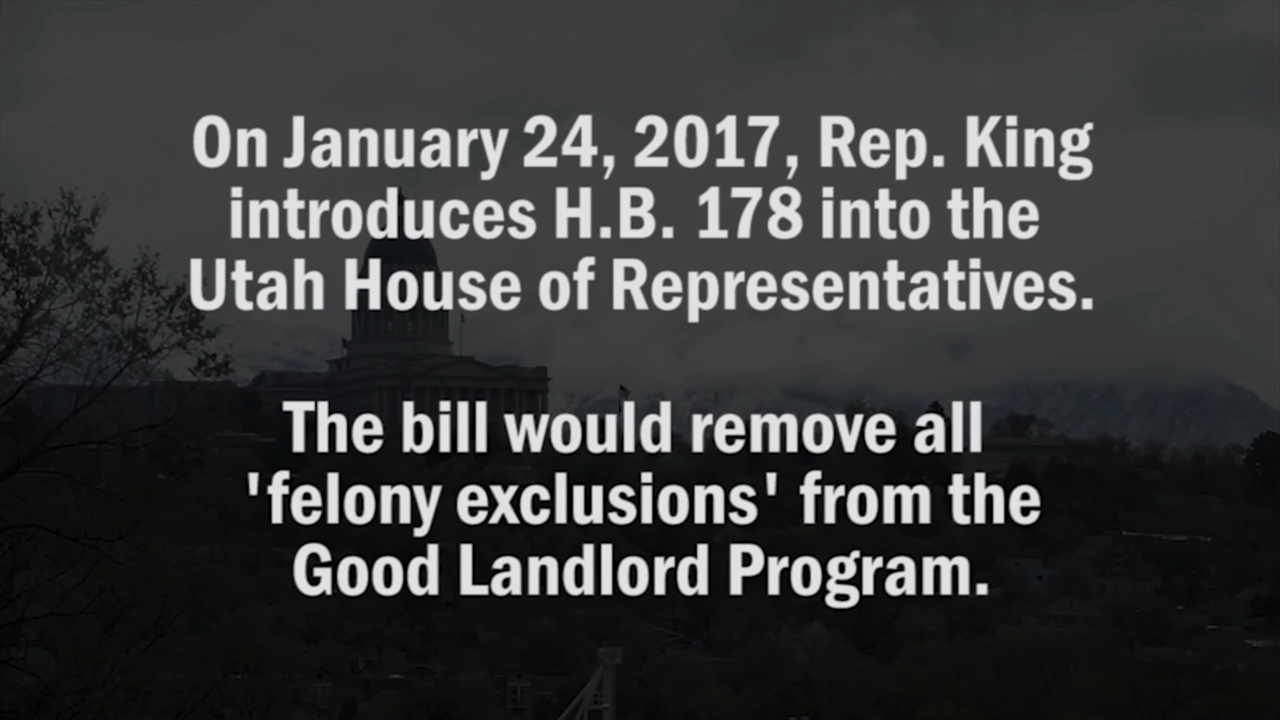 On January 24, 2017, Rep. King
introduces H.B. 178 into the
Utah House of Representatives.
The bill would remove all
'felony exclusions' from the
Good Landlord Program.